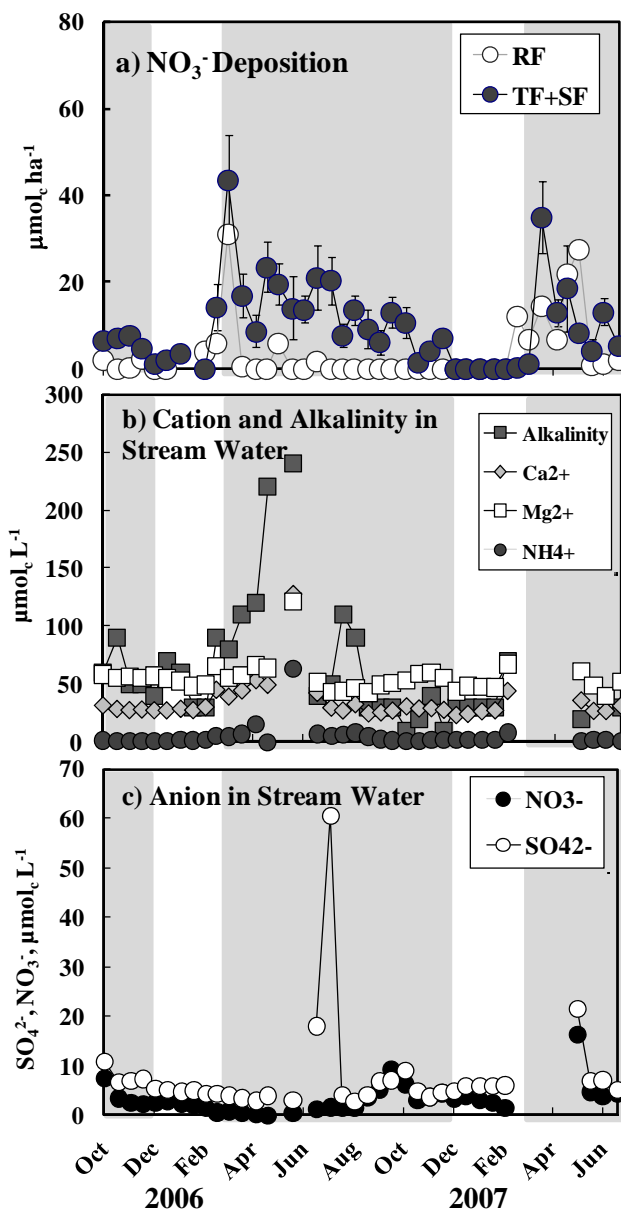 a) NO₃⁻ Deposition
RF
TF+SF
80
60
40
20
0
μmol_c ha⁻¹
b) Cation and Alkalinity in
Stream Water
Alkalinity
Ca2+
Mg2+
NH4+
300
250
200
150
100
50
0
μmol_c L⁻¹
c) Anion in Stream Water
NO3-
SO42-
70
60
50
40
30
20
10
0
SO₄²⁻, NO₃⁻, μmol_c L⁻¹
Oct Dec Feb Apr Jun Aug Oct Dec Feb Apr Jun
2006 2007